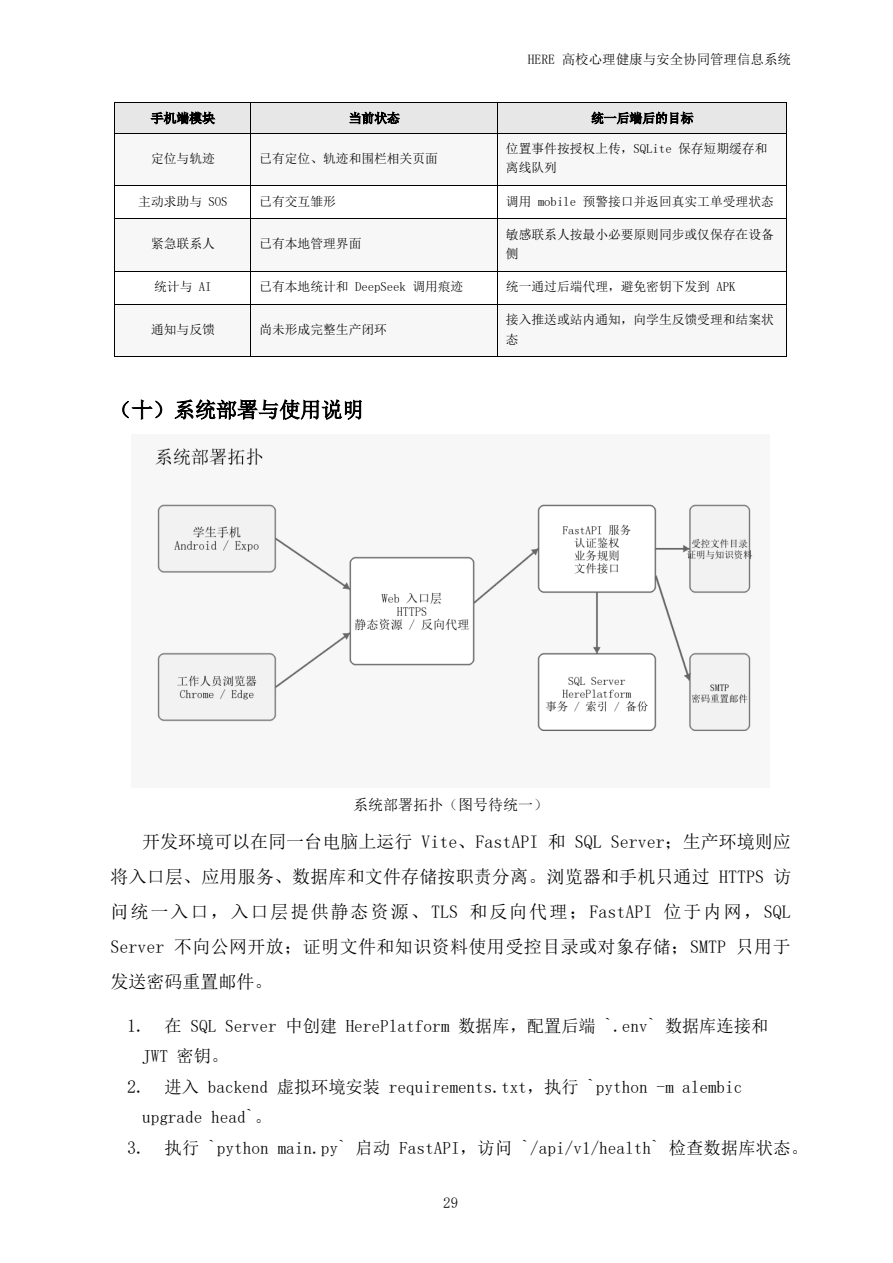 HERE 高校心理健康与安全协同管理信息系统
手机端模块 当前状态 统一后端后的目标
定位与轨迹 已有定位、轨迹和围栏相关页面 位置事件按授权上传，SQLite 保存短期缓存和
离线队列
主动求助与 SOS 已有交互雏形 调用 mobile 预警接口并返回真实工单受理状态
紧急联系人 已有本地管理界面 敏感联系人按最小必要原则同步或仅保存在设备
侧
统计与 AI 已有本地统计和 DeepSeek 调用痕迹 统一通过后端代理，避免密钥下发到 APK
通知与反馈 尚未形成完整生产闭环 接入推送或站内通知，向学生反馈受理和结案状
态
（十）系统部署与使用说明
系统部署拓扑
学生手机
Android / Expo
工作人员浏览器
Chrome / Edge
Web 入口层
HTTPS
静态资源 / 反向代理
FastAPI 服务
认证鉴权
业务规则
文件接口
受控文件目录
证明与知识资料
SQL Server
HerePlatform
事务 / 索引 / 备份
SMTP
密码重置邮件
系统部署拓扑（图号待统一）
开发环境可以在同一台电脑上运行 Vite、FastAPI 和 SQL Server；生产环境则应
将入口层、应用服务、数据库和文件存储按职责分离。浏览器和手机只通过 HTTPS 访
问统一入口，入口层提供静态资源、TLS 和反向代理；FastAPI 位于内网，SQL
Server 不向公网开放；证明文件和知识资料使用受控目录或对象存储；SMTP 只用于
发送密码重置邮件。
1. 在 SQL Server 中创建 HerePlatform 数据库，配置后端 `.env` 数据库连接和
JWT 密钥。
2. 进入 backend 虚拟环境安装 requirements.txt，执行 `python -m alembic
upgrade head`。
3. 执行 `python main.py` 启动 FastAPI，访问 `/api/v1/health` 检查数据库状态。
29